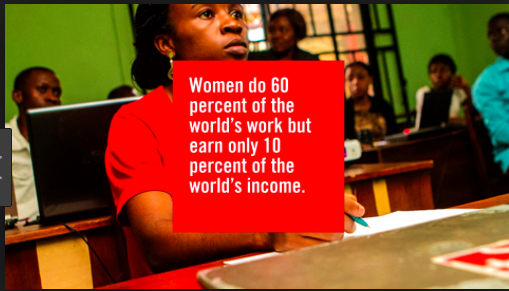 Women do 60
percent of the
world's work but
earn only 10
percent of the
world's income.